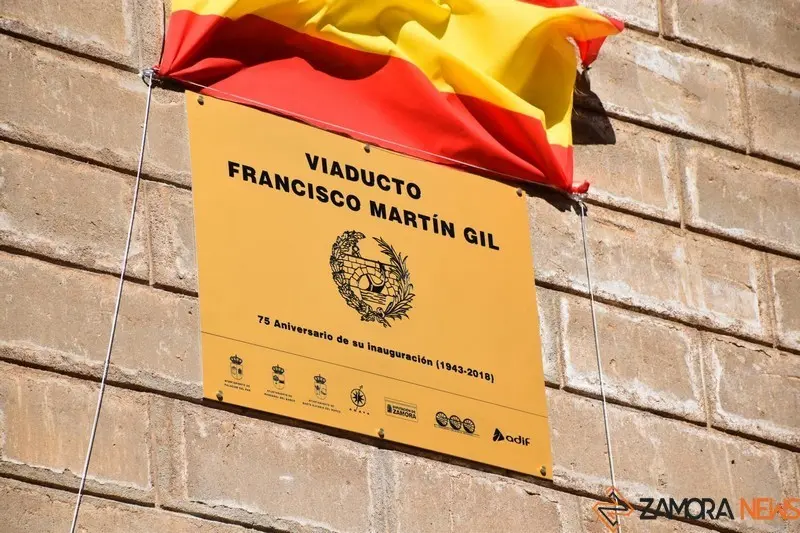 VIADUCTO
FRANCISCO MARTÍN GIL
75 Aniversario de su inauguración (1943-2018)
ZAMORA
adif
ZAMORA NEWS